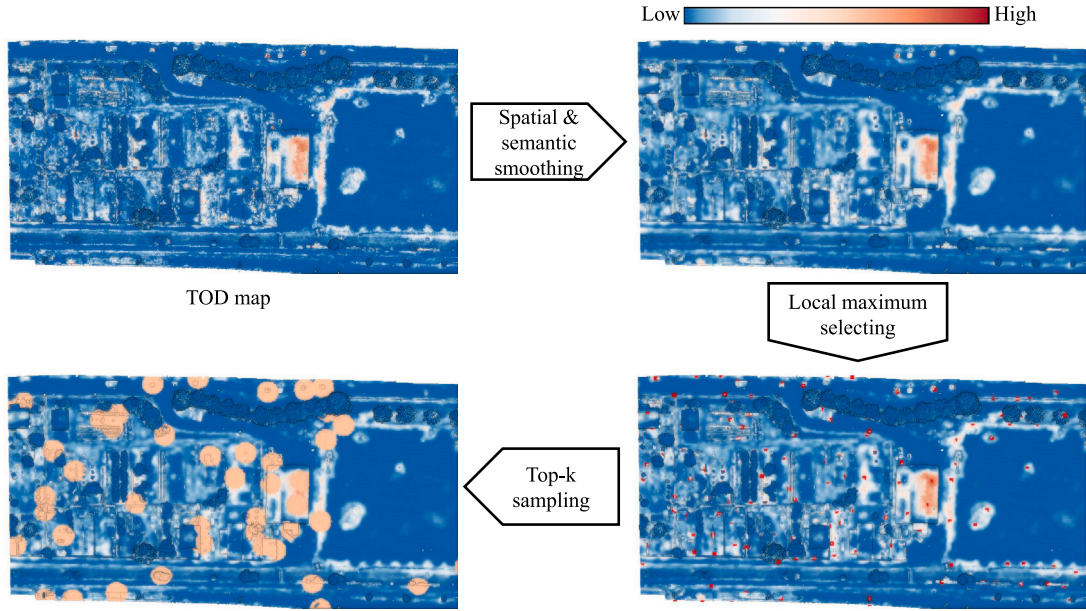 Low High
Spatial &
semantic
smoothing
TOD map
Local maximum
selecting
Top-k
sampling